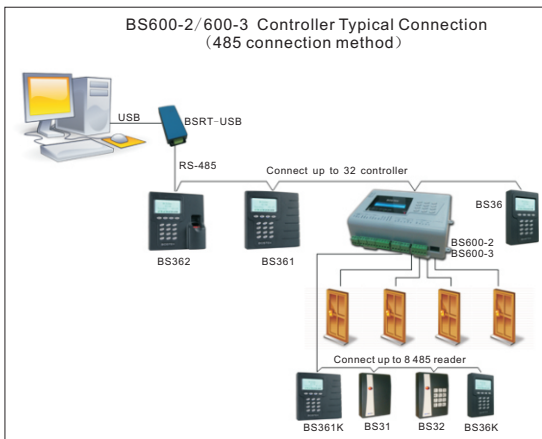 BS600-2/600-3 Controller Typical Connection
(485 connection method)
USB
BSRT-USB
RS-485
Connect up to 32 controller
BS36
BS362
BS361
BS600-2
BS600-3
Connect up to 8 485 reader
BS361K
BS31
BS32
BS36K